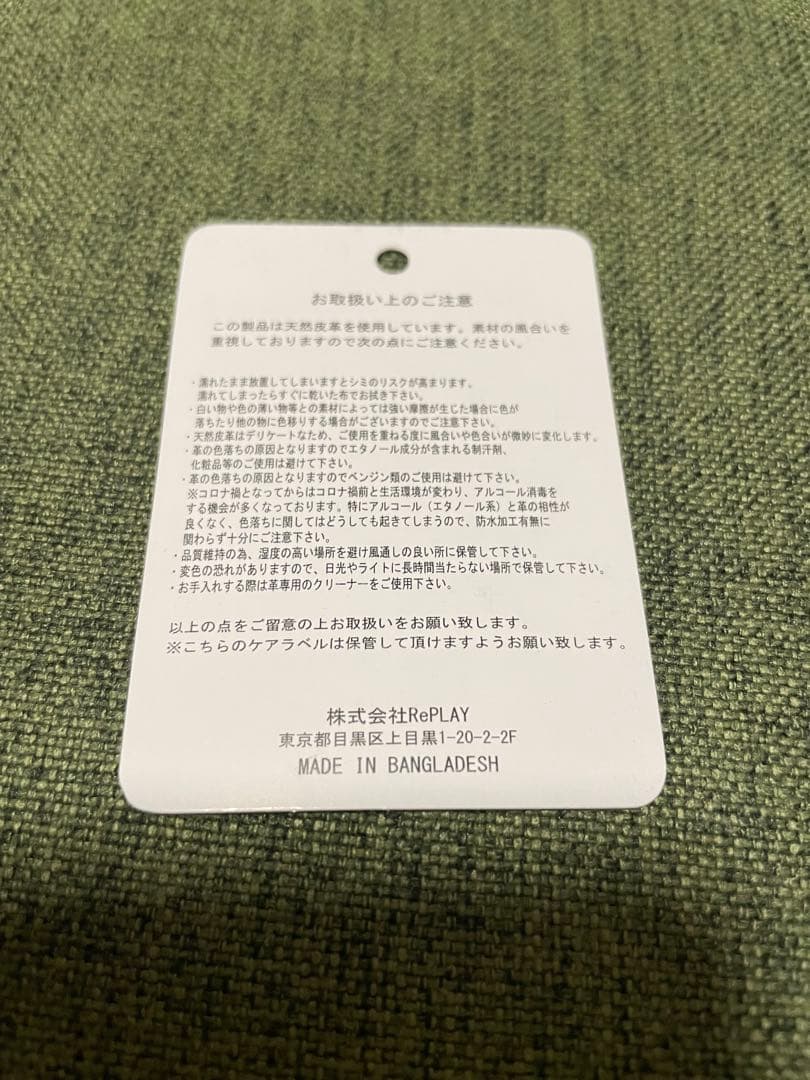 お取扱い上のご注意
この製品は天然皮革を使用しています。素材の風合いを
重視しておりますので次の点にご注意ください。
・濡れたまま放置してしまいますとシミのリスクが高まります。
濡れてしまったらすぐに乾いた布でお拭き下さい。
・白い物や色の薄い物等との素材によっては強い摩擦が生じた場合に色が
落ちたり他の物に色移りする場合がございますのでご注意下さい。
・天然皮革はデリケートなため、ご使用を重ねる度に風合いや色合いが微妙に変化します。
・革の色落ちの原因となりますのでエタノール成分が含まれる制汗剤、
化粧品等のご使用は避けて下さい。
・革の色落ちの原因となりますのでベンジン類のご使用は避けて下さい。
※コロナ禍となってからはコロナ禍前と生活環境が変わり、アルコール消毒を
する機会が多くなっております。特にアルコール（エタノール系）と革の相性が
良くなく、色落ちに関してはどうしても起きてしまうので、防水加工有無に
関わらず十分にご注意下さい。
・品質維持の為、湿度の高い場所を避け風通しの良い所に保管して下さい。
・変色の恐れがありますので、日光やライトに長時間当たらない場所で保管して下さい。
・お手入れする際は革専用のクリーナーをご使用下さい。
以上の点をご留意の上お取扱いをお願い致します。
※こちらのケアラベルは保管して頂けますようお願い致します。
株式会社RePLAY
東京都目黒区上目黒1-20-2-2F
MADE IN BANGLADESH